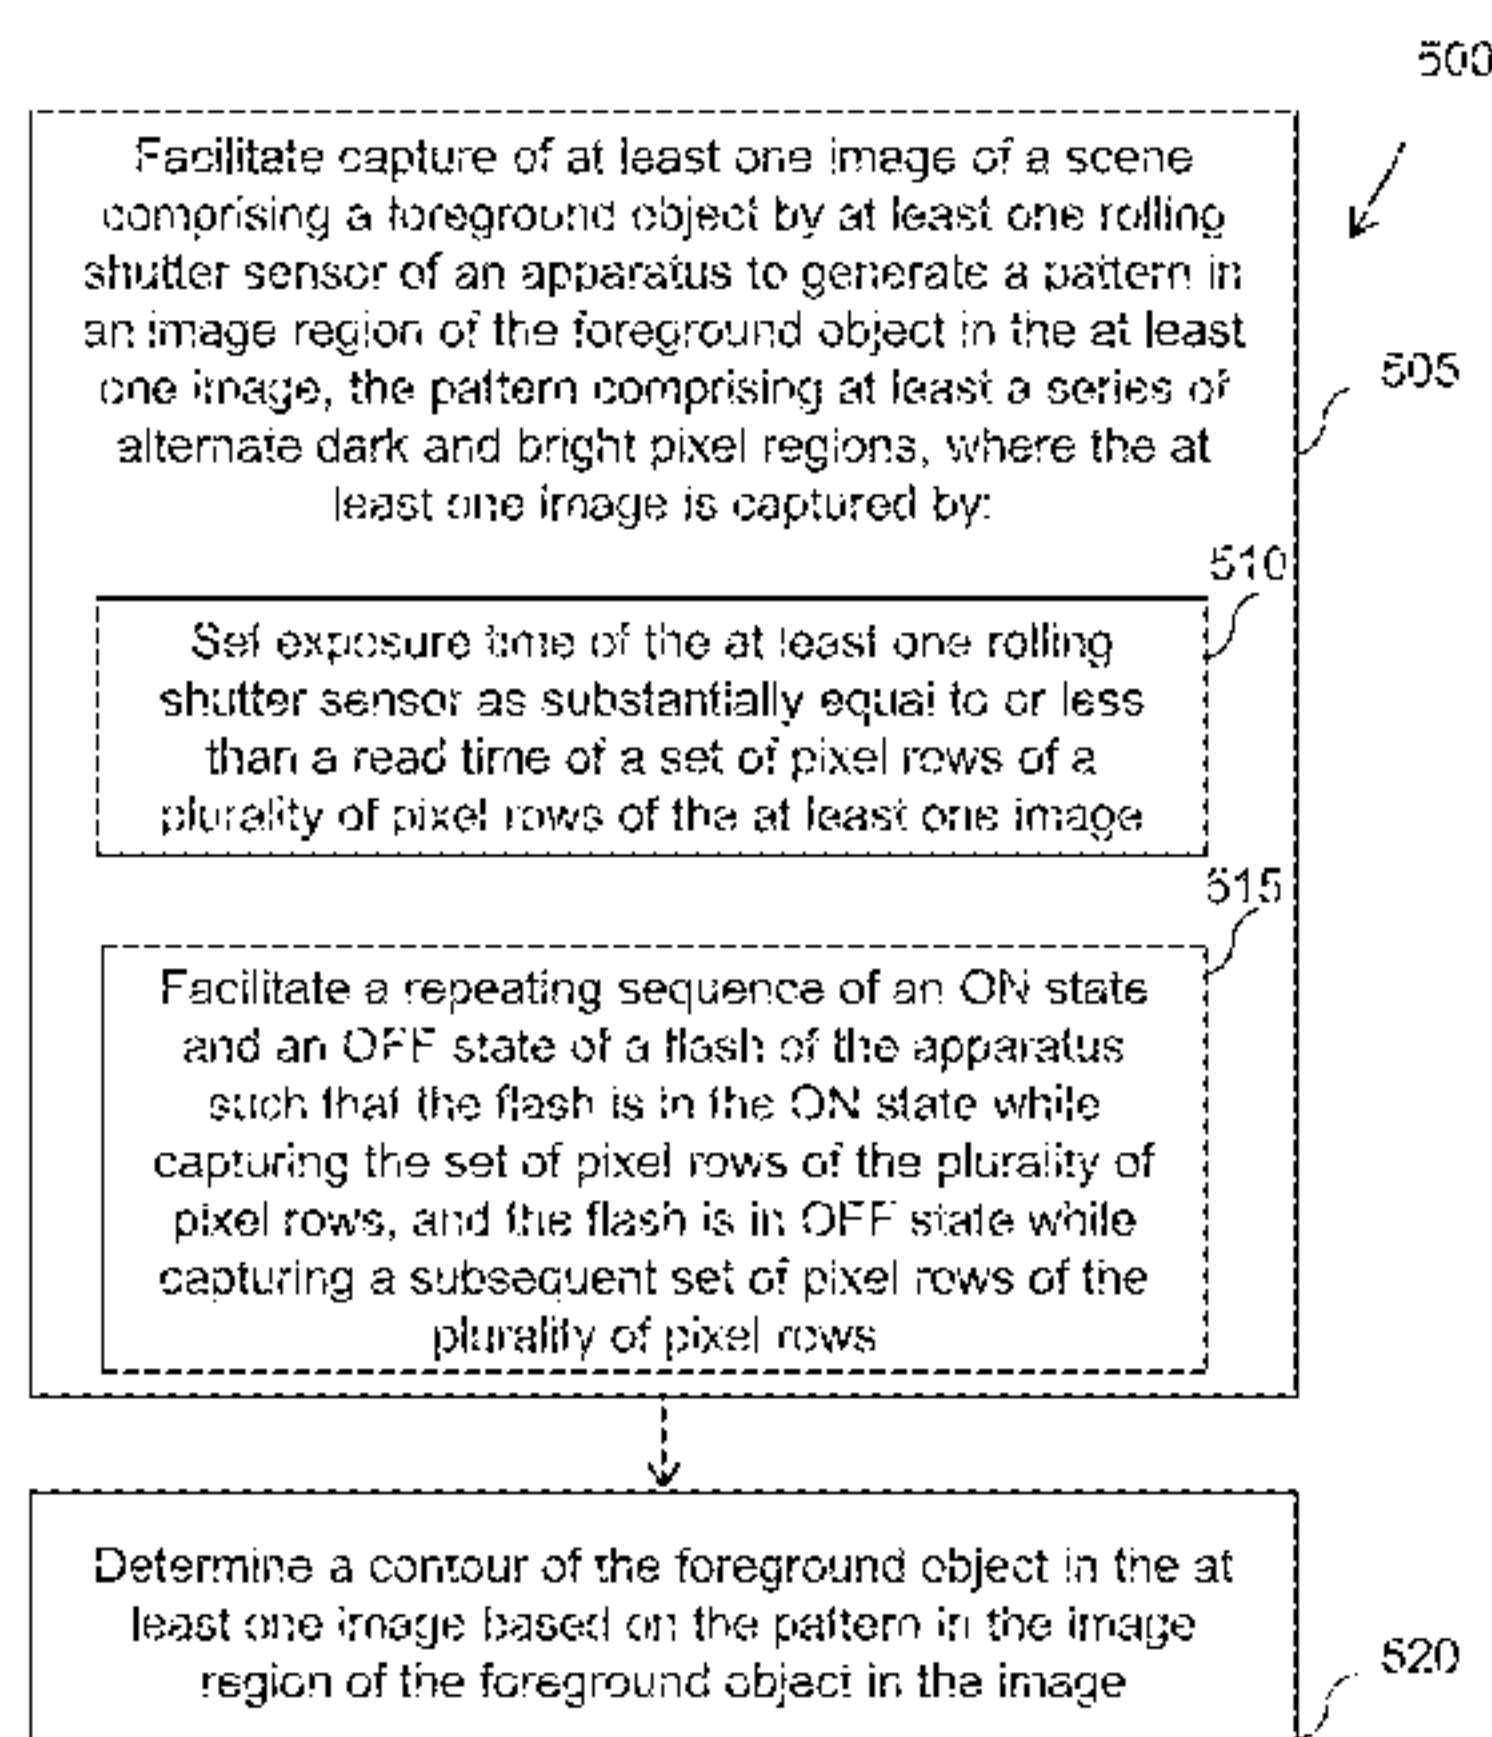 500
Facilitate capture of at least one image of a scene
comprising a foreground object by at least one rolling
shutter sensor of an apparatus to generate a pattern in
an image region of the foreground object in the at least
one image, the pattern comprising at least a series of
alternate dark and bright pixel regions, where the at
least one image is captured by:
505
510
Set exposure time of the at least one rolling
shutter sensor as substantially equal to or less
than a read time of a set of pixel rows of a
plurality of pixel rows of the at least one image
515
Facilitate a repeating sequence of an ON state
and an OFF state of a flash of the apparatus
such that the flash is in the ON state while
capturing the set of pixel rows of the plurality of
pixel rows, and the flash is in OFF state while
capturing a subsequent set of pixel rows of the
plurality of pixel rows
Determine a contour of the foreground object in the at
least one image based on the pattern in the image
region of the foreground object in the image
520